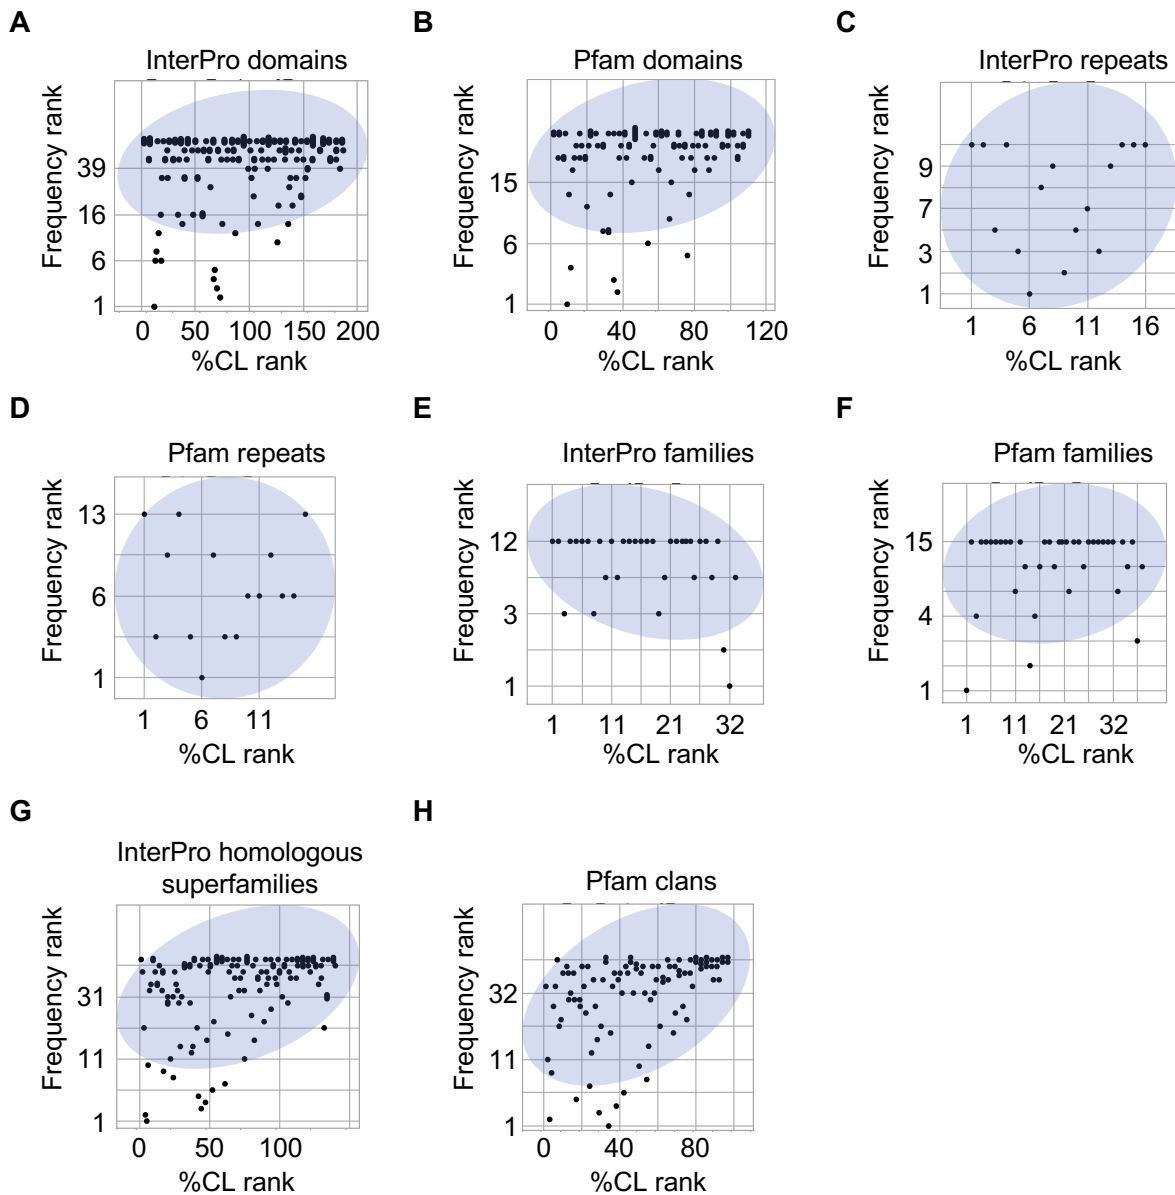 A
B
C
InterPro domains
Pfam domains
InterPro repeats
Frequency rank
39
16
6
1
0 50 100 150 200
%CL rank
Frequency rank
15
6
1
0 40 80 120
%CL rank
Frequency rank
9
7
3
1
1 6 11 16
%CL rank
D
E
F
Pfam repeats
InterPro families
Pfam families
Frequency rank
13
6
1
1 6 11
%CL rank
Frequency rank
12
3
1
1 11 21 32
%CL rank
Frequency rank
15
4
1
1 11 21 32
%CL rank
G
H
InterPro homologous
superfamilies
Pfam clans
Frequency rank
31
11
1
0 50 100
%CL rank
Frequency rank
32
11
1
0 40 80
%CL rank